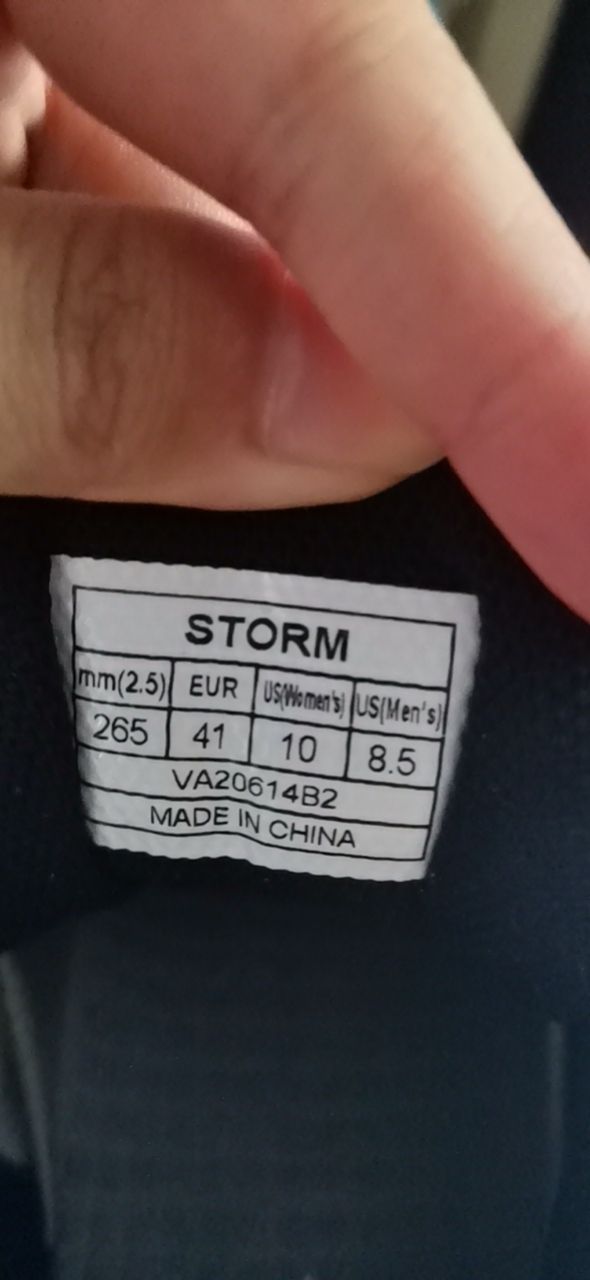 STORM
mm(2.5) EUR US(Women's) US(Men's)
265 41 10 8.5
VA20614B2
MADE IN CHINA